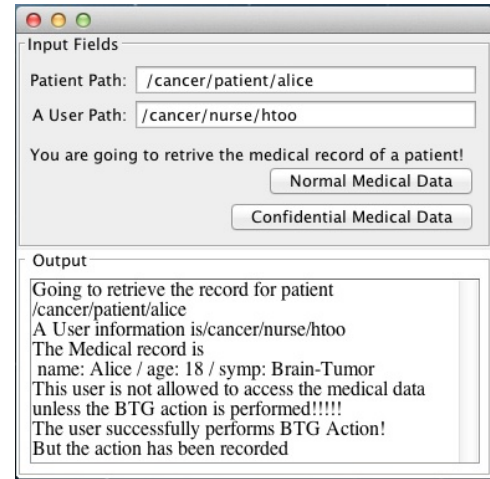 Input Fields
Patient Path: /cancer/patient/alice
A User Path: /cancer/nurse/htoo
You are going to retrive the medical record of a patient!
Normal Medical Data
Confidential Medical Data
Output
Going to retrieve the record for patient
/cancer/patient/alice
A User information is/cancer/nurse/htoo
The Medical record is
name: Alice / age: 18 / symp: Brain-Tumor
This user is not allowed to access the medical data
unless the BTG action is performed!!!!!
The user successfully performs BTG Action!
But the action has been recorded